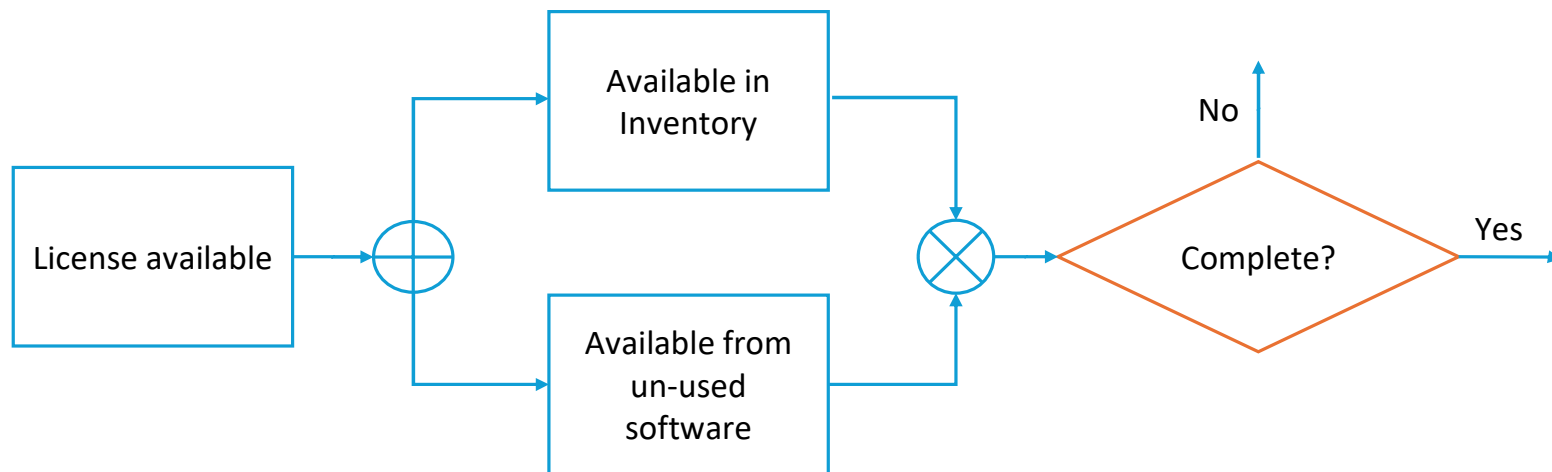 License available
Available in
Inventory
Available from
un-used
software
Complete?
No
Yes